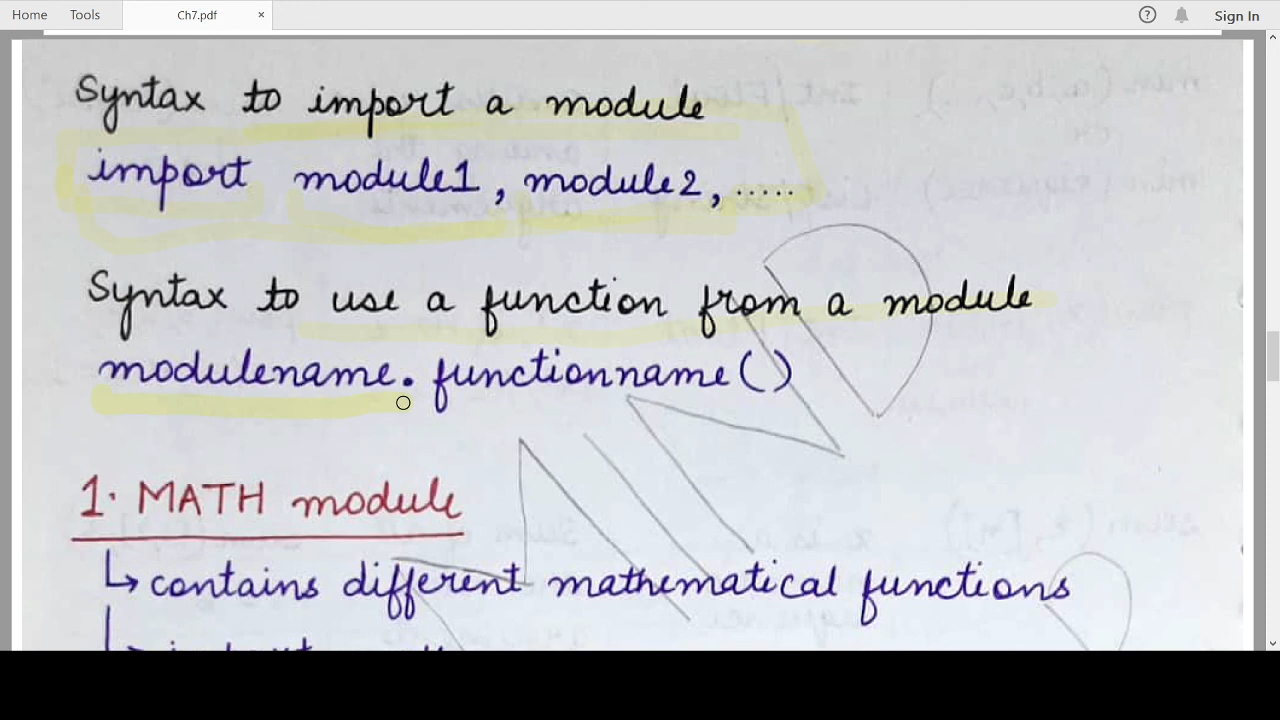 Home Tools Ch7.pdf × ? Sign In
Syntax to import a module
import module1, module2, ......
Syntax to use a function from a module
modulename.functionname()
1. MATH module
↳ contains different mathematical functions